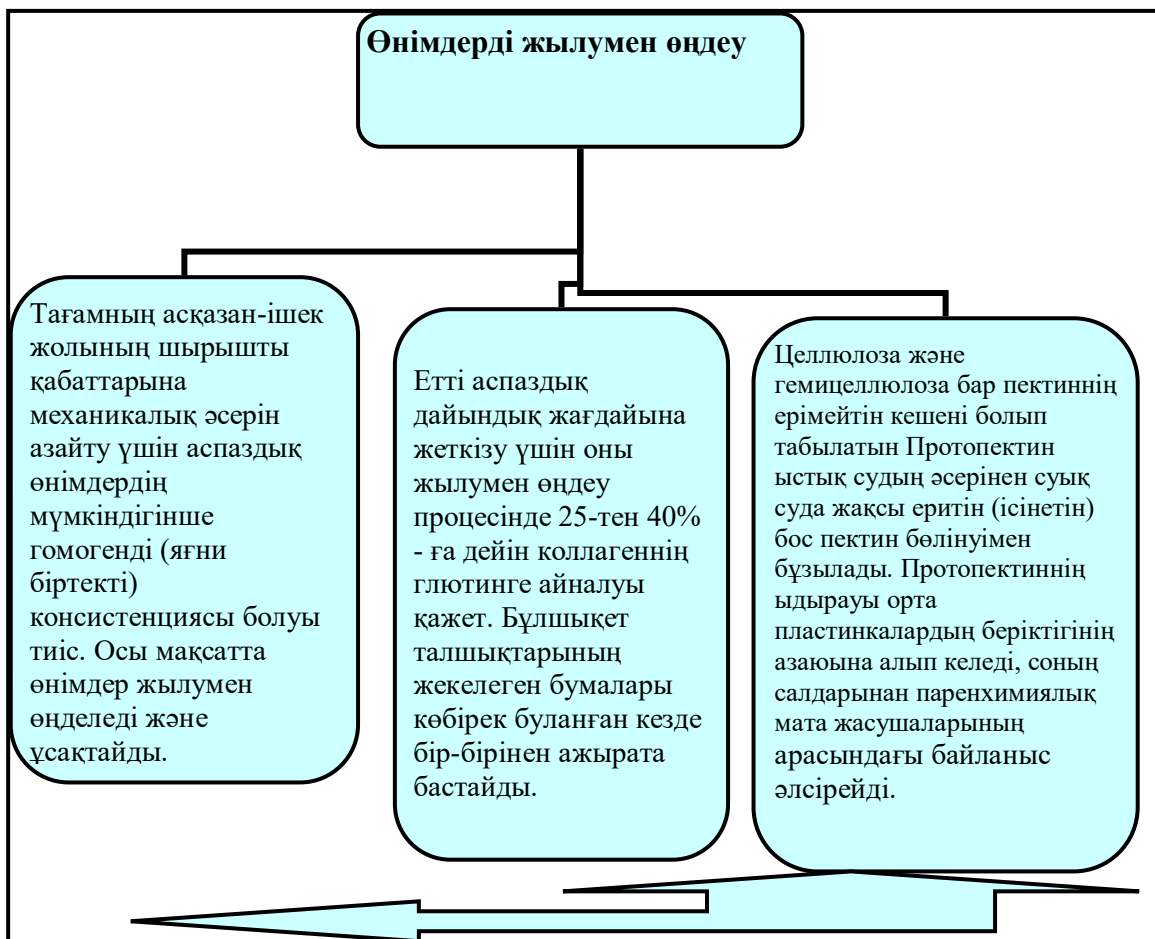 Өнімдерді жылумен өңдеу
Тағамның асқазан-ішек
жолының шырышты
қабаттарына
механикалық әсерін
азайту үшін аспаздық
өнімдердің
мүмкіндігінше
гомогенді (яғни
біртекті)
консистенциясы болуы
тиіс. Осы мақсатта
өнімдер жылумен
өңделеді және
ұсақтайды.
Етті аспаздық
дайындық жағдайына
жеткізу үшін оны
жылумен өңдеу
процесінде 25-тен 40%
- ға дейін коллагеннің
глютинге айналуы
қажет. Бұлшықет
талшықтарының
жекелеген бумалары
көбірек буланған кезде
бір-бірінен ажырата
бастайды.
Целлюлоза және
гемицеллюлоза бар пектиннің
ерімейтін кешені болып
табылатын Протопектин
ыстық судың әсерінен суық
суда жақсы еритін (ісінетін)
бос пектин бөлінуімен
бұзылады. Протопектиннің
ыдырауы орта
пластинкалардың беріктігінің
азаюына алып келеді, соның
салдарынан паренхимиялық
мата жасушаларының
арасындағы байланыс
әлсірейді.